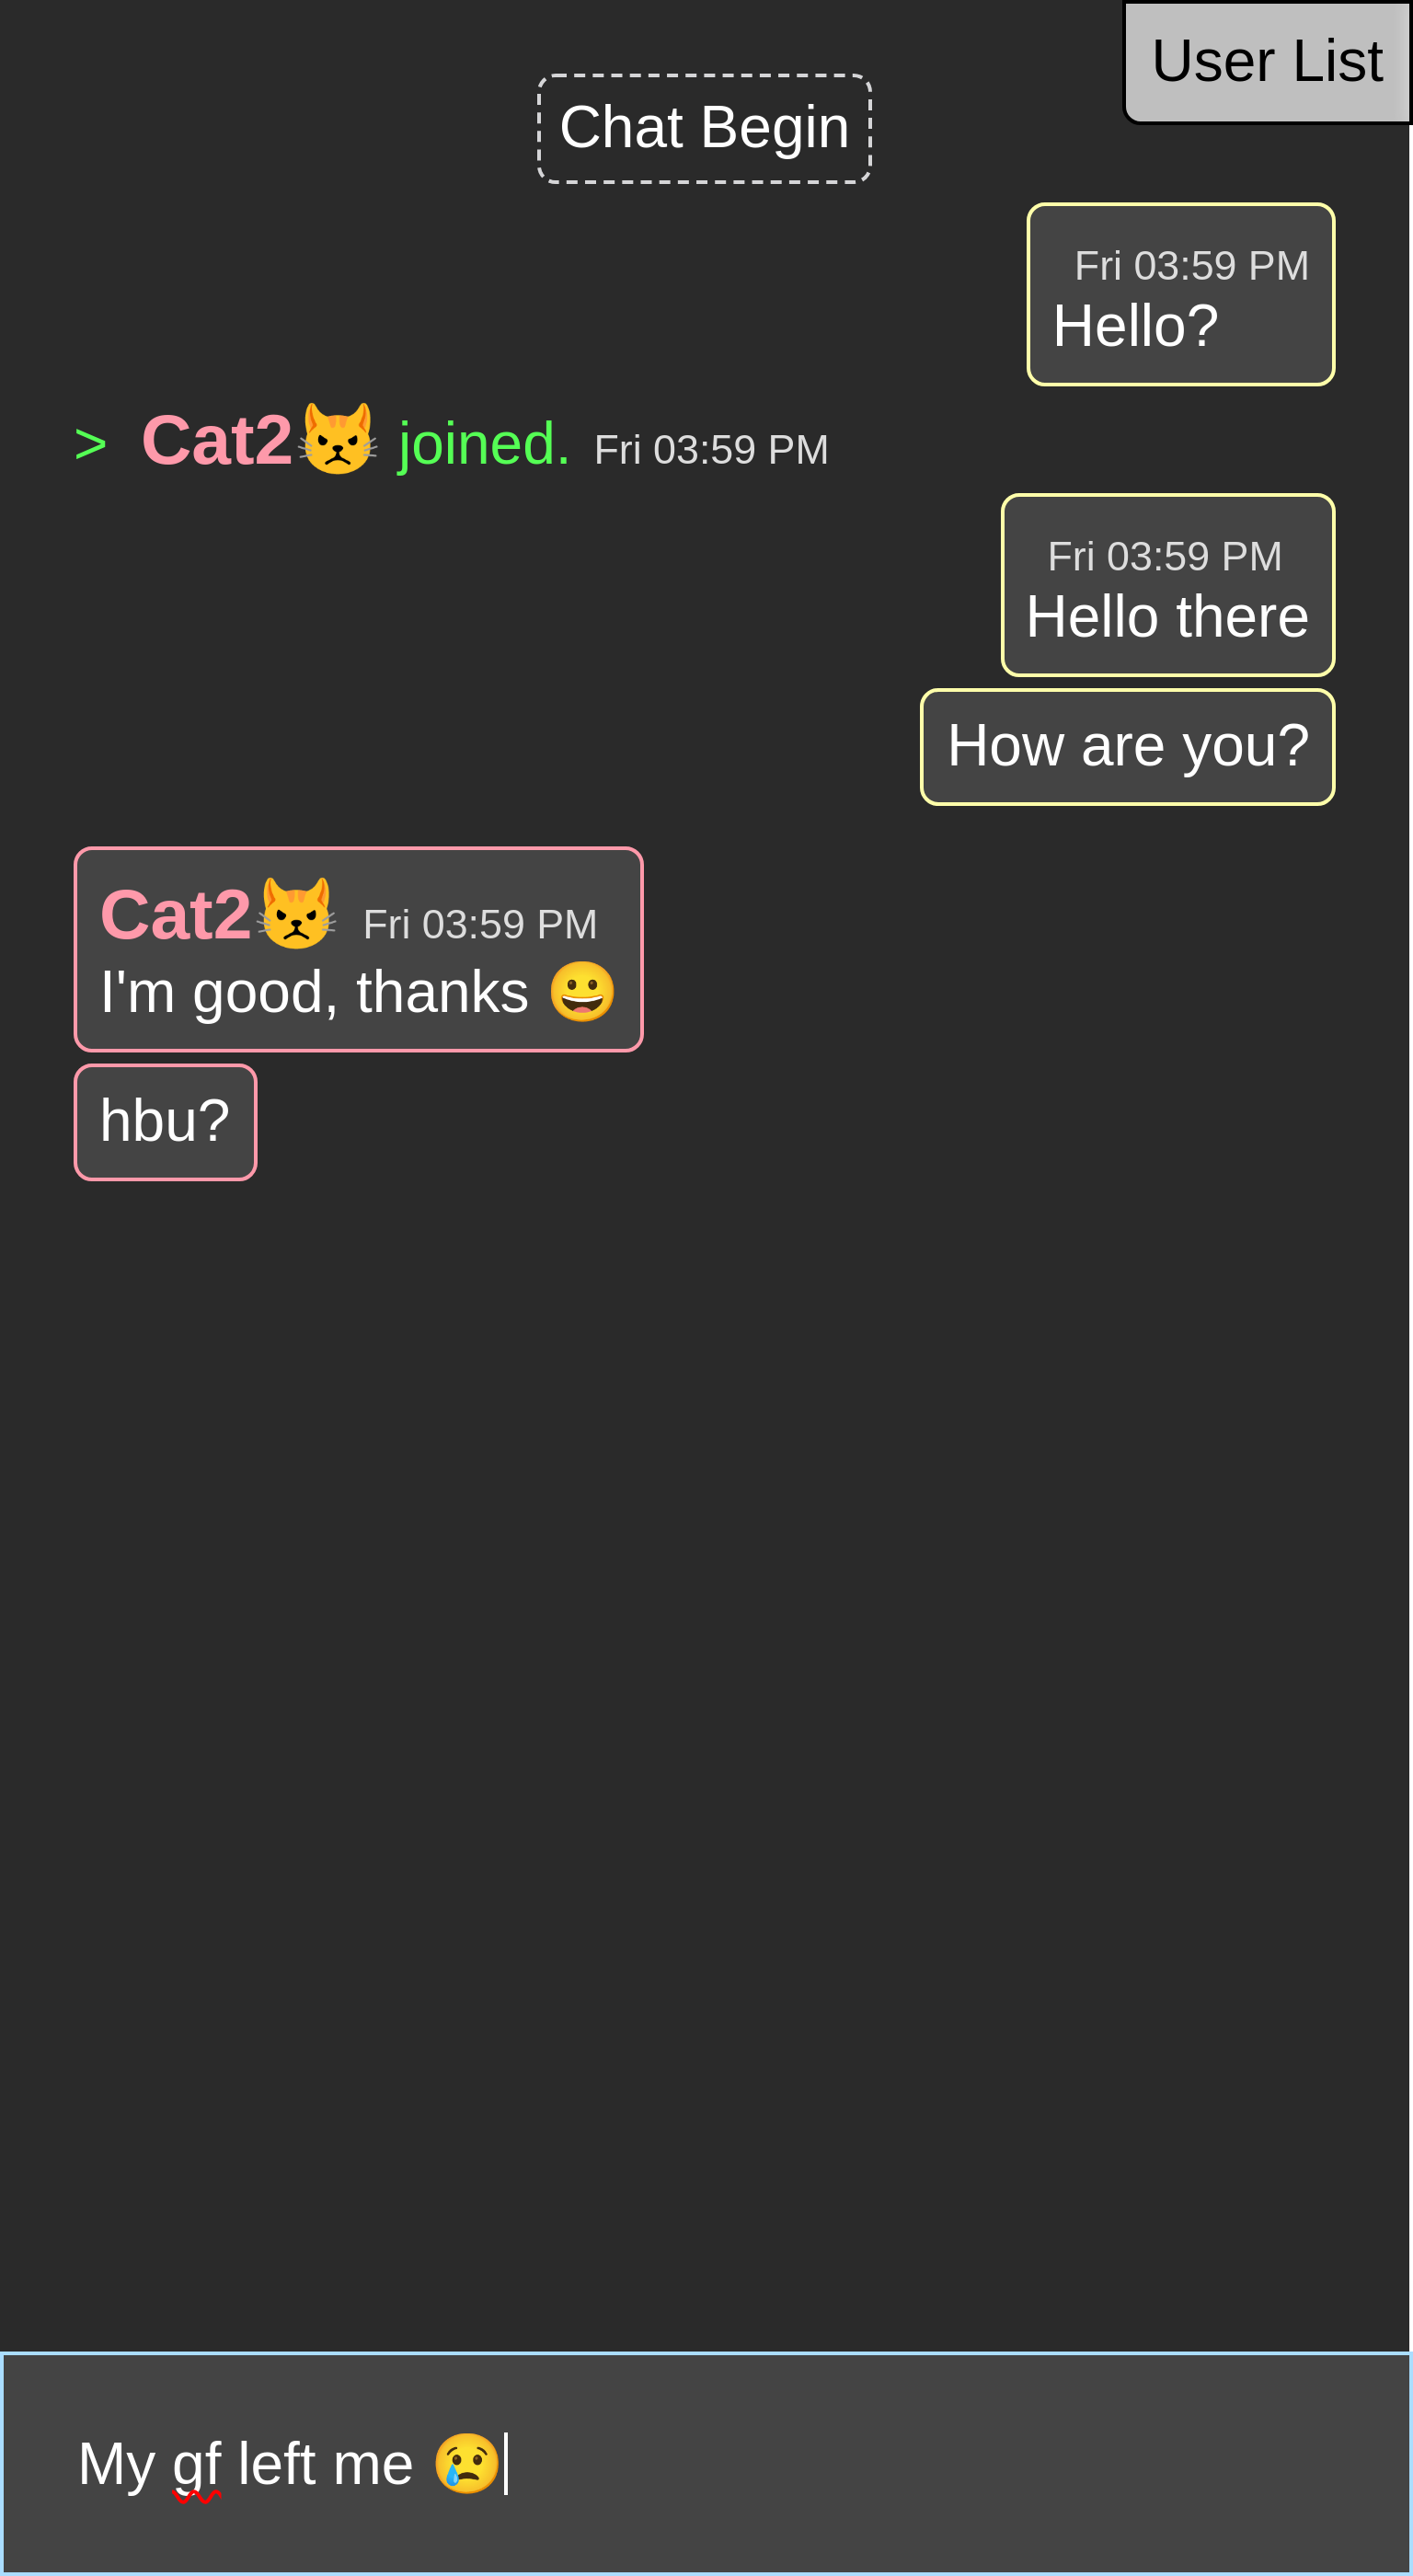 User List
Chat Begin
Fri 03:59 PM
Hello?
> Cat2😾 joined. Fri 03:59 PM
Fri 03:59 PM
Hello there
How are you?
Cat2😾 Fri 03:59 PM
I'm good, thanks 😀
hbu?
My gf left me 😢